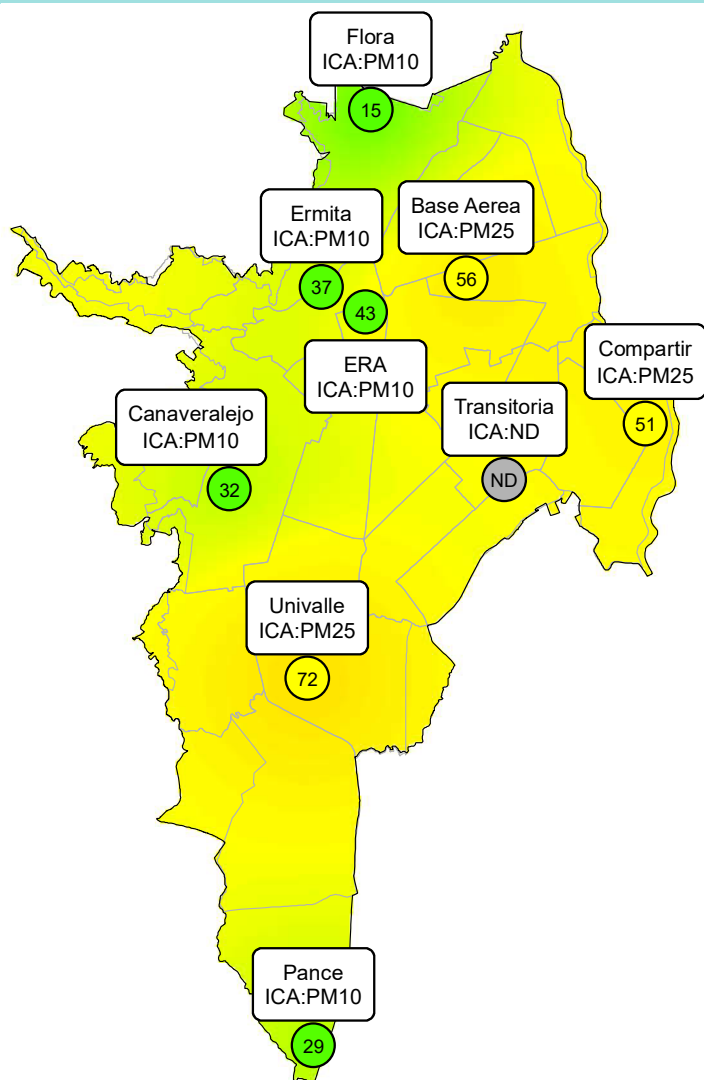 Flora
ICA:PM10
15
Ermita
ICA:PM10
37
Base Aerea
ICA:PM25
56
43
ERA
ICA:PM10
Compartir
ICA:PM25
51
Transitoria
ICA:ND
ND
Canaveralejo
ICA:PM10
32
Univalle
ICA:PM25
72
Pance
ICA:PM10
29